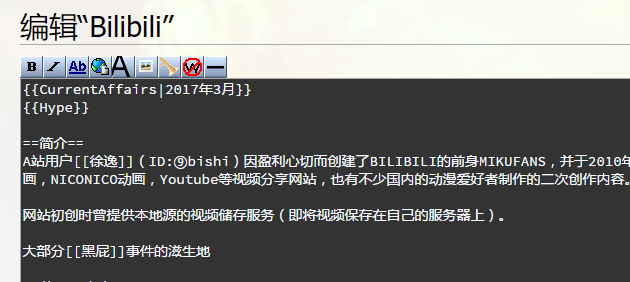 编辑“Bilibili”
B I Ab A W
{{CurrentAffairs|2017年3月}}
{{Hype}}
==简介==
A站用户[[徐逸]]（ID:⑨bishi）因盈利心切而创建了BILIBILI的前身MIKUFANS，并于2010年
画，NICONICO动画，Youtube等视频分享网站，也有不少国内的动漫爱好者制作的二次创作内容。
网站初创时曾提供本地源的视频储存服务（即将视频保存在自己的服务器上）。
大部分[[黑屁]]事件的滋生地